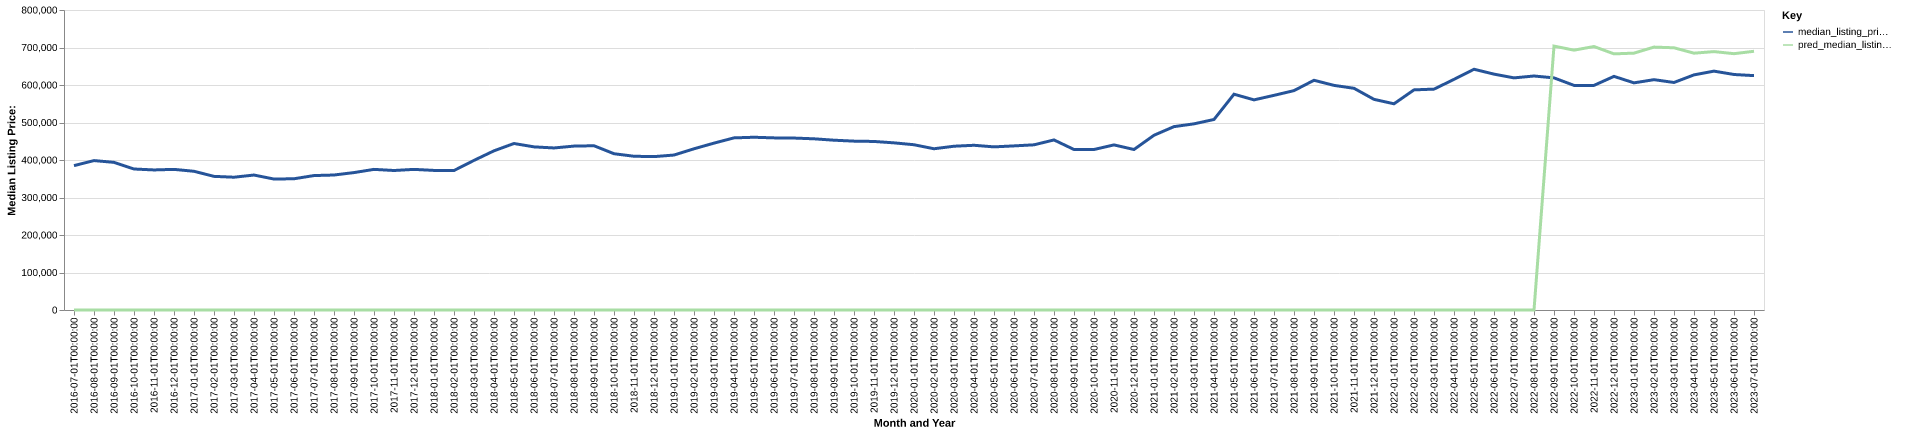 800,000
700,000
600,000
500,000
400,000
300,000
200,000
100,000
0
Median Listing Price:
2016-07-01T00:00:00
2016-08-01T00:00:00
2016-09-01T00:00:00
2016-10-01T00:00:00
2016-11-01T00:00:00
2016-12-01T00:00:00
2017-01-01T00:00:00
2017-02-01T00:00:00
2017-03-01T00:00:00
2017-04-01T00:00:00
2017-05-01T00:00:00
2017-06-01T00:00:00
2017-07-01T00:00:00
2017-08-01T00:00:00
2017-09-01T00:00:00
2017-10-01T00:00:00
2017-11-01T00:00:00
2017-12-01T00:00:00
2018-01-01T00:00:00
2018-02-01T00:00:00
2018-03-01T00:00:00
2018-04-01T00:00:00
2018-05-01T00:00:00
2018-06-01T00:00:00
2018-07-01T00:00:00
2018-08-01T00:00:00
2018-09-01T00:00:00
2018-10-01T00:00:00
2018-11-01T00:00:00
2018-12-01T00:00:00
2019-01-01T00:00:00
2019-02-01T00:00:00
2019-03-01T00:00:00
2019-04-01T00:00:00
2019-05-01T00:00:00
2019-06-01T00:00:00
2019-07-01T00:00:00
2019-08-01T00:00:00
2019-09-01T00:00:00
2019-10-01T00:00:00
2019-11-01T00:00:00
2019-12-01T00:00:00
2020-01-01T00:00:00
2020-02-01T00:00:00
2020-03-01T00:00:00
2020-04-01T00:00:00
2020-05-01T00:00:00
2020-06-01T00:00:00
2020-07-01T00:00:00
2020-08-01T00:00:00
2020-09-01T00:00:00
2020-10-01T00:00:00
2020-11-01T00:00:00
2020-12-01T00:00:00
2021-01-01T00:00:00
2021-02-01T00:00:00
2021-03-01T00:00:00
2021-04-01T00:00:00
2021-05-01T00:00:00
2021-06-01T00:00:00
2021-07-01T00:00:00
2021-08-01T00:00:00
2021-09-01T00:00:00
2021-10-01T00:00:00
2021-11-01T00:00:00
2021-12-01T00:00:00
2022-01-01T00:00:00
2022-02-01T00:00:00
2022-03-01T00:00:00
2022-04-01T00:00:00
2022-05-01T00:00:00
2022-06-01T00:00:00
2022-07-01T00:00:00
2022-08-01T00:00:00
2022-09-01T00:00:00
2022-10-01T00:00:00
2022-11-01T00:00:00
2022-12-01T00:00:00
2023-01-01T00:00:00
2023-02-01T00:00:00
2023-03-01T00:00:00
2023-04-01T00:00:00
2023-05-01T00:00:00
2023-06-01T00:00:00
2023-07-01T00:00:00
Month and Year
Key
median_listing_pri…
pred_median_listin…